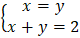 x = y
x + y = 2